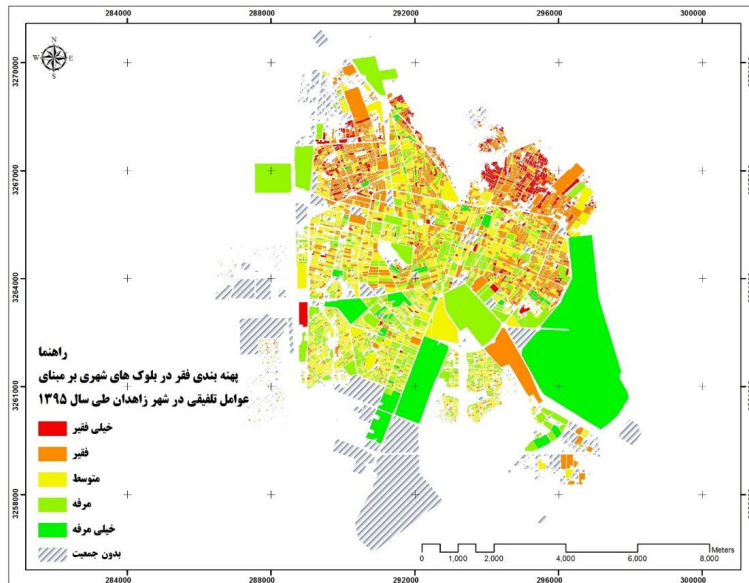 284000 288000 292000 296000 300000
N
W E
S
3270000
3267000
3264000
3261000
3258000
راهنما
پهنه بندی فقر در بلوک های شهری بر مبنای
عوامل تلفیقی در شهر زاهدان طی سال ۱۳۹۵
خیلی فقیر
فقیر
متوسط
مرفه
خیلی مرفه
بدون جمعیت
Meters
0 1,000 2,000 4,000 6,000 8,000
284000 288000 292000 296000 300000